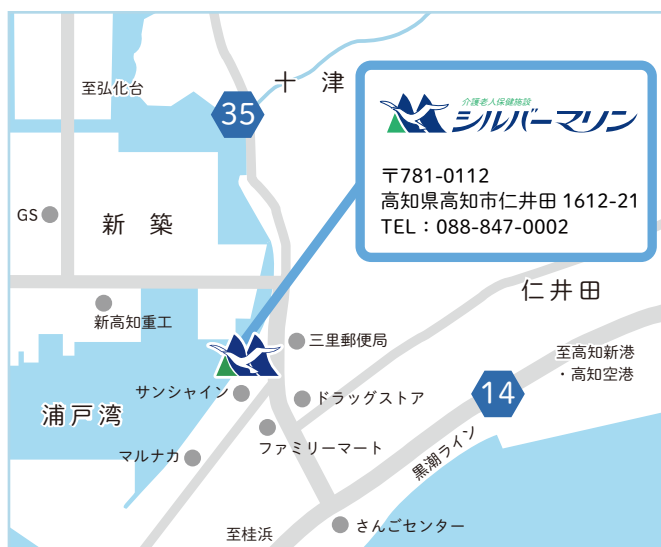 至弘化台
35
十津
介護老人保健施設
シルバーマリン
〒781-0112
高知県高知市仁井田 1612-21
TEL：088-847-0002
GS
新築
仁井田
新高知重工
三里郵便局
至高知新港
・高知空港
サンシャイン
ドラッグストア
14
浦戸湾
ファミリーマート
マルナカ
黒潮ライン
至桂浜
さんごセンター